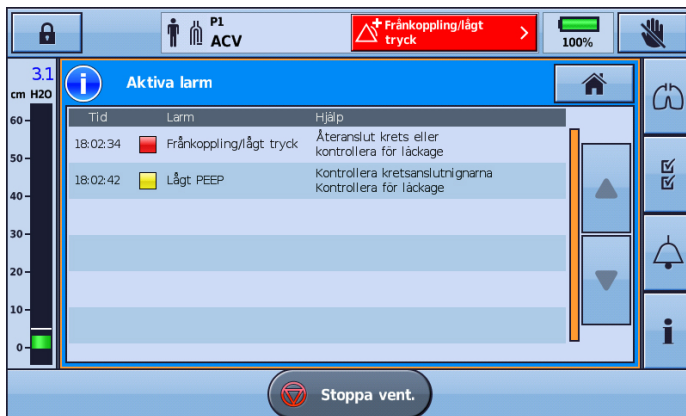 P1
ACV
Frånkoppling/lågt
tryck
100%
3.1
cm H2O
Aktiva larm
Tid Larm Hjälp
18:02:34 Frånkoppling/lågt tryck Återanslut krets eller
kontrollera för läckage
18:02:42 Lågt PEEP Kontrollera kretsanslutnignarna
Kontrollera för läckage
60
50
40
30
20
10
0
Stoppa vent.